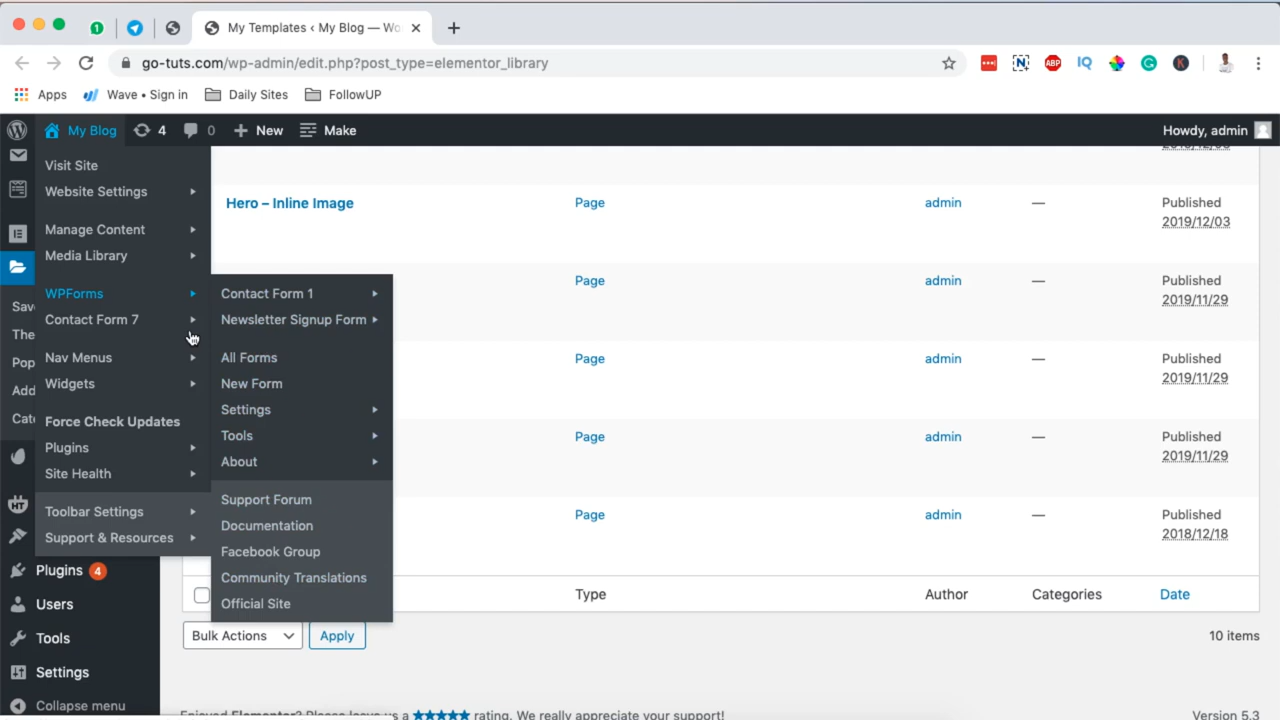 My Templates ‹ My Blog — Wo
go-tuts.com/wp-admin/edit.php?post_type=elementor_library
ABP
IQ
K
Apps
Wave • Sign in
Daily Sites
FollowUP
My Blog
4
0
New
Make
Howdy, admin
Visit Site
Website Settings
Manage Content
Media Library
WPForms
Contact Form 7
Nav Menus
Widgets
Force Check Updates
Plugins
Site Health
Toolbar Settings
Support & Resources
Contact Form 1
Newsletter Signup Form
All Forms
New Form
Settings
Tools
About
Support Forum
Documentation
Facebook Group
Community Translations
Official Site
Hero – Inline Image
Page
admin
—
Published
2019/12/03
Page
admin
—
Published
2019/11/29
Page
admin
—
Published
2019/11/29
Page
admin
—
Published
2019/11/29
Page
admin
—
Published
2018/12/18
Sav
The
Pop
Add
Cat
Plugins 4
Users
Tools
Settings
Collapse menu
Type
Author
Categories
Date
Bulk Actions
Apply
10 items
Enjoyed Elementor? Please leave us a ★★★★★ rating. We really appreciate your support!
Version 5.3